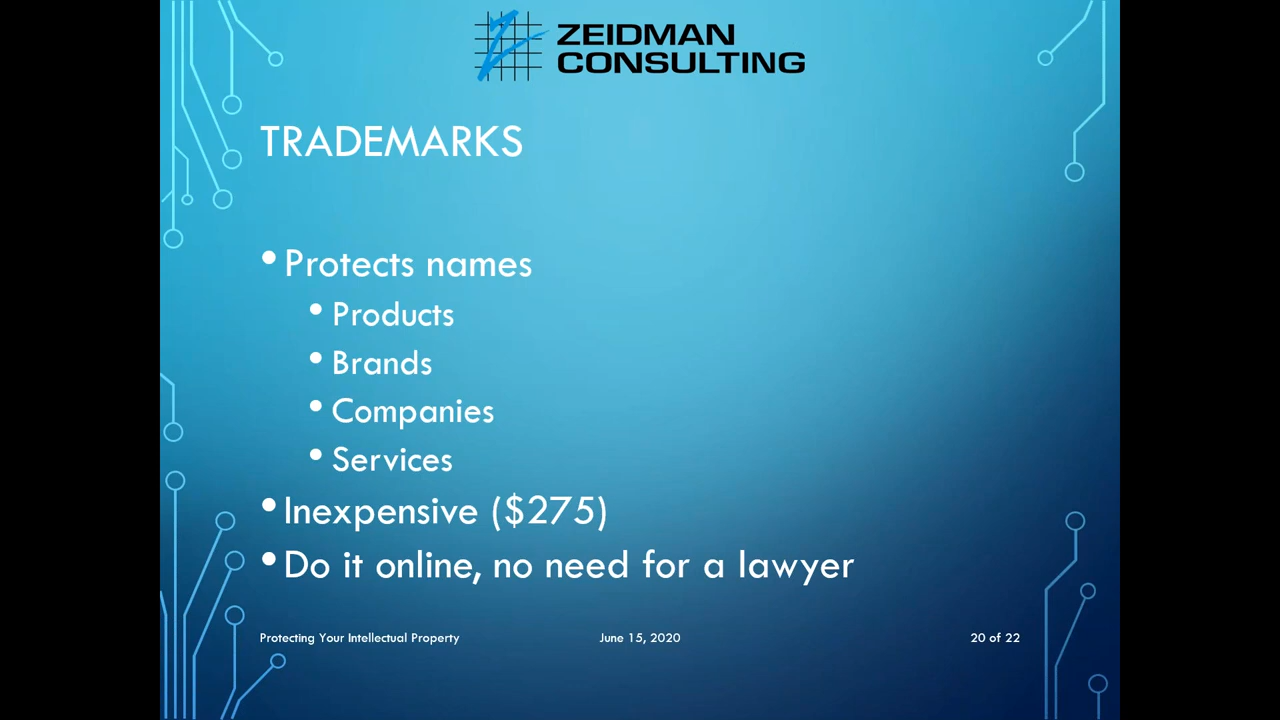 ZEIDMAN
CONSULTING
TRADEMARKS
• Protects names
• Products
• Brands
• Companies
• Services
• Inexpensive ($275)
• Do it online, no need for a lawyer
Protecting Your Intellectual Property June 15, 2020 20 of 22